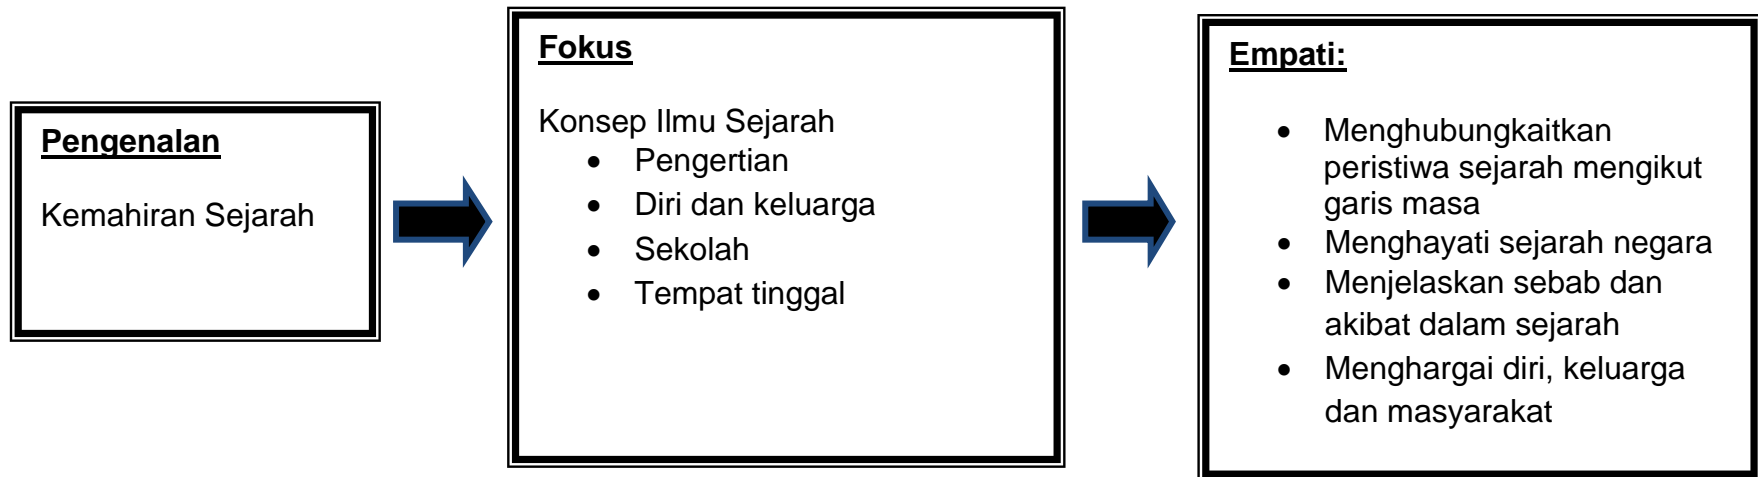 Pengenalan
Kemahiran Sejarah
Fokus
Konsep Ilmu Sejarah
• Pengertian
• Diri dan keluarga
• Sekolah
• Tempat tinggal
Empati:
• Menghubungkaitkan
peristiwa sejarah mengikut
garis masa
• Menghayati sejarah negara
• Menjelaskan sebab dan
akibat dalam sejarah
• Menghargai diri, keluarga
dan masyarakat